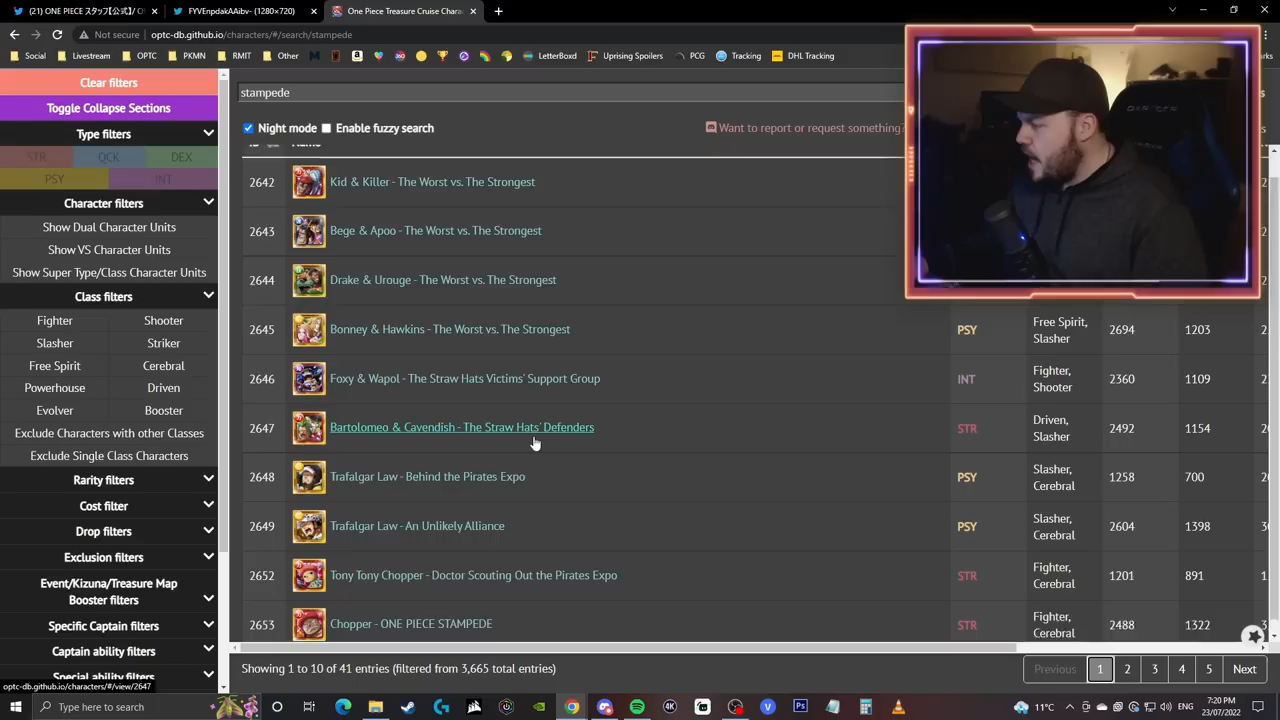 (21) ONE PIECE スタッフ【公式】/
FYVEnpdakAAibv- (1280×720)
One Piece Treasure Cruise Chara
Not secure
optc-db.github.io/characters/#/search/stampede
Social
Livestream
OPTC
PKMN
RMIT
Other
LetterBoxd
Uprising Spoilers
PCG
Tracking
DHL Tracking
Clear filters
Toggle Collapse Sections
Type filters
STR
QCK
DEX
PSY
INT
Character filters
Show Dual Character Units
Show VS Character Units
Show Super Type/Class Character Units
Class filters
Fighter
Shooter
Slasher
Striker
Free Spirit
Cerebral
Powerhouse
Driven
Evolver
Booster
Exclude Characters with other Classes
Exclude Single Class Characters
Rarity filters
Cost filter
Drop filters
Exclusion filters
Event/Kizuna/Treasure Map
Booster filters
Specific Captain filters
Captain ability filters
Special ability filters
stampede
Night mode
Enable fuzzy search
Want to report or request something?
2642
Kid & Killer - The Worst vs. The Strongest
2643
Bege & Apoo - The Worst vs. The Strongest
2644
Drake & Urouge - The Worst vs. The Strongest
2645
Bonney & Hawkins - The Worst vs. The Strongest
PSY
Free Spirit,
Slasher
2694
1203
2646
Foxy & Wapol - The Straw Hats Victims' Support Group
INT
Fighter,
Shooter
2360
1109
2647
Bartolomeo & Cavendish - The Straw Hats' Defenders
STR
Driven,
Slasher
2492
1154
2648
Trafalgar Law - Behind the Pirates Expo
PSY
Slasher,
Cerebral
1258
700
2649
Trafalgar Law - An Unlikely Alliance
PSY
Slasher,
Cerebral
2604
1398
2652
Tony Tony Chopper - Doctor Scouting Out the Pirates Expo
STR
Fighter,
Cerebral
1201
891
2653
Chopper - ONE PIECE STAMPEDE
STR
Fighter,
Cerebral
2488
1322
Showing 1 to 10 of 41 entries (filtered from 3,665 total entries)
Previous
1
2
3
4
5
Next
optc-db.github.io/characters/#/view/2647
Type here to search
11°C
ENG
7:20 PM
23/07/2022